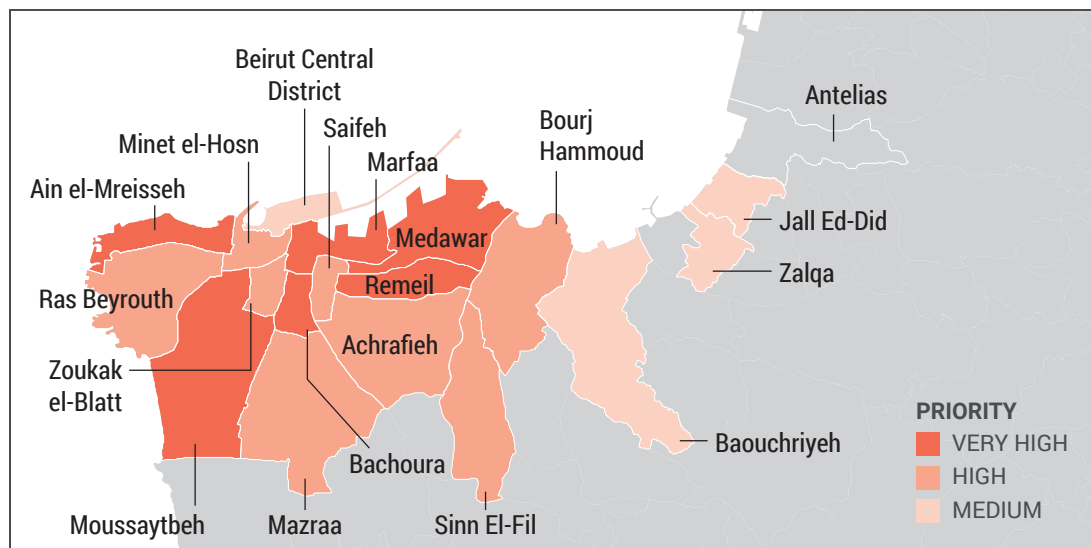 Beirut Central
District
Antelias
Saifeh
Bourj
Hammoud
Minet el-Hosn
Marfaa
Ain el-Mreisseh
Medawar
Jall Ed-Did
Zalqa
Remeil
Ras Beyrouth
Achrafieh
Zoukak
el-Blatt
PRIORITY
VERY HIGH
HIGH
MEDIUM
Baouchriyeh
Bachoura
Moussaytbeh
Mazraa
Sinn El-Fil